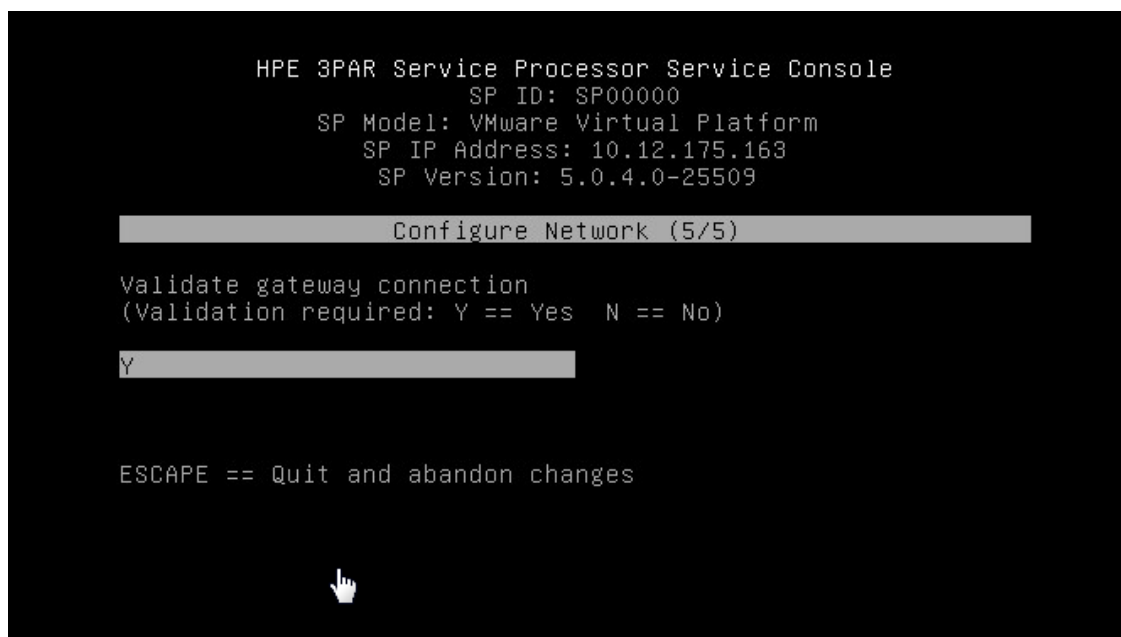 HPE 3PAR Service Processor Service Console
SP ID: SP00000
SP Model: VMware Virtual Platform
SP IP Address: 10.12.175.163
SP Version: 5.0.4.0-25509
Configure Network (5/5)
Validate gateway connection
(Validation required: Y == Yes  N == No)
Y
ESCAPE == Quit and abandon changes